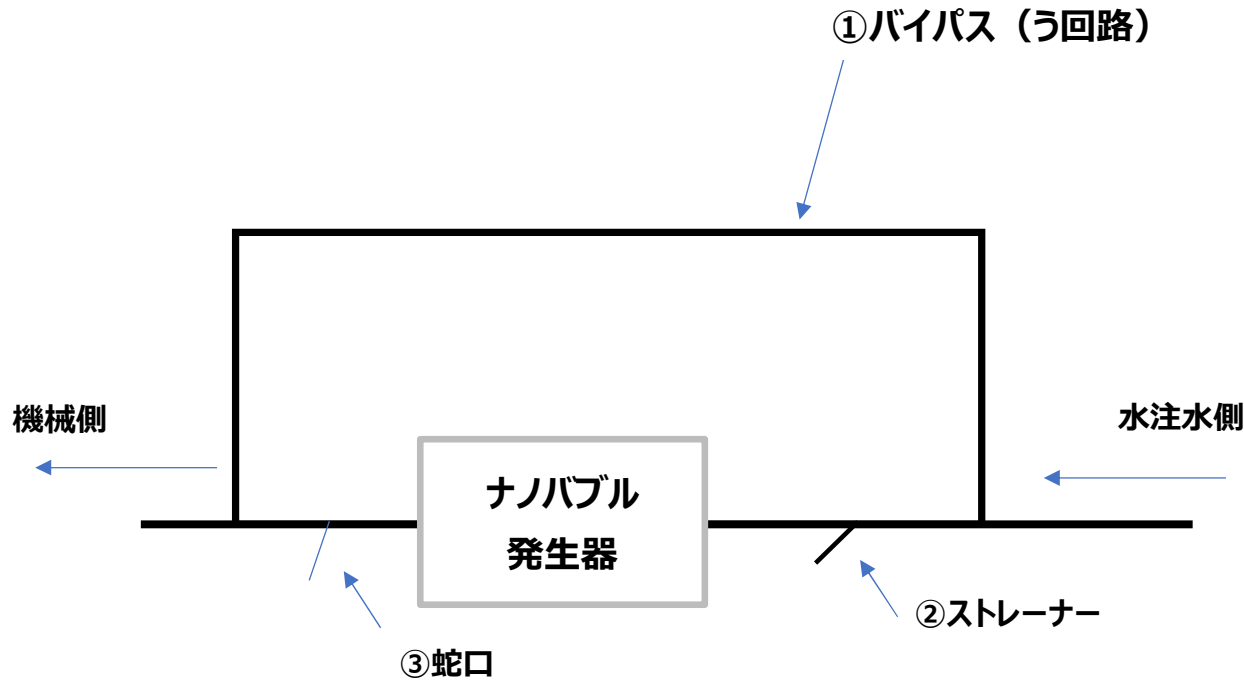 ①バイパス（う回路）
機械側
水注水側
ナノバブル
発生器
②ストレーナー
③蛇口